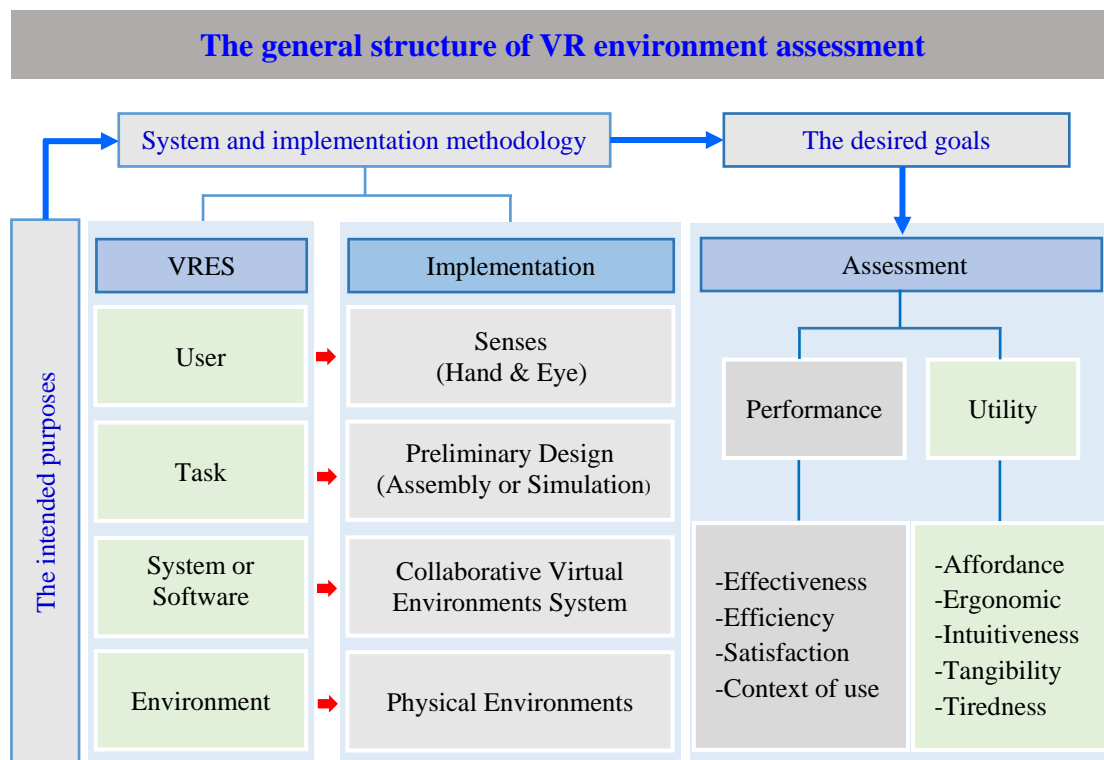 The general structure of VR environment assessment
System and implementation methodology
The desired goals
The intended purposes
VRES
Implementation
Assessment
User
Senses
(Hand & Eye)
Task
Preliminary Design
(Assembly or Simulation)
System or
Software
Collaborative Virtual
Environments System
Environment
Physical Environments
Performance
Utility
-Effectiveness
-Efficiency
-Satisfaction
-Context of use
-Affordance
-Ergonomic
-Intuitiveness
-Tangibility
-Tiredness